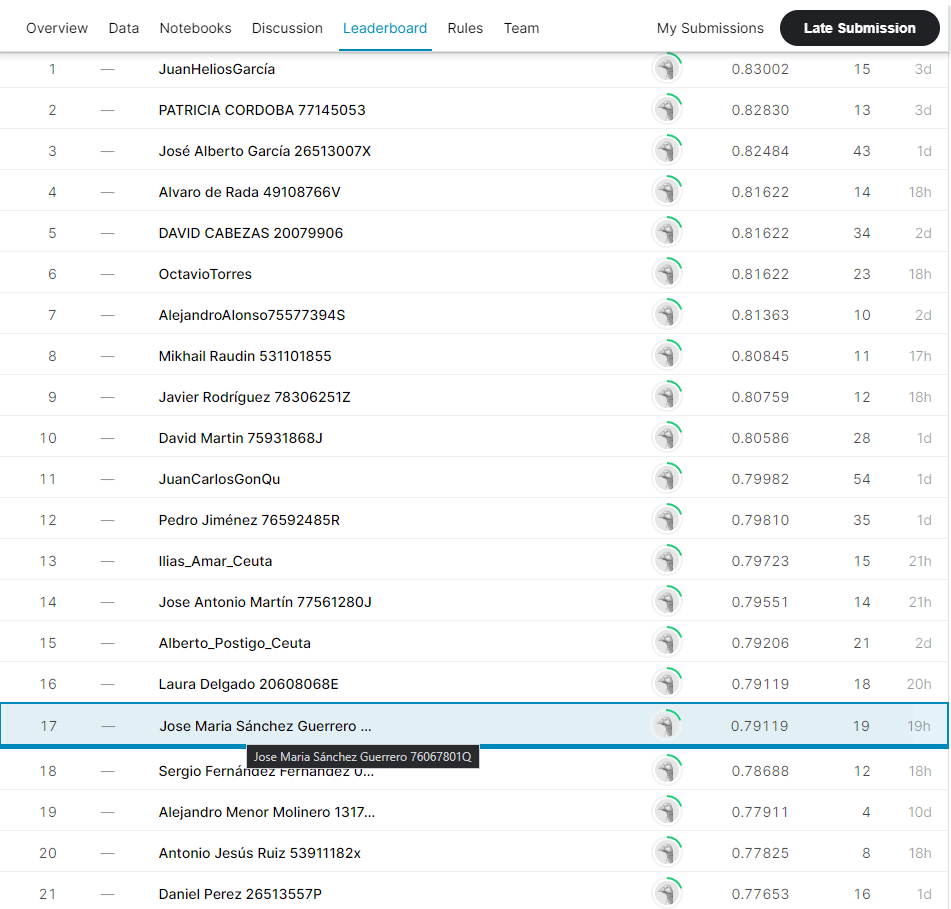 Overview Data Notebooks Discussion Leaderboard Rules Team My Submissions Late Submission
1 — JuanHeliosGarcía 0.83002 15 3d
2 — PATRICIA CORDOBA 77145053 0.82830 13 3d
3 — José Alberto García 26513007X 0.82484 43 1d
4 — Alvaro de Rada 49108766V 0.81622 14 18h
5 — DAVID CABEZAS 20079906 0.81622 34 2d
6 — OctavioTorres 0.81622 23 18h
7 — AlejandroAlonso75577394S 0.81363 10 2d
8 — Mikhail Raudin 531101855 0.80845 11 17h
9 — Javier Rodríguez 78306251Z 0.80759 12 18h
10 — David Martin 75931868J 0.80586 28 1d
11 — JuanCarlosGonQu 0.79982 54 1d
12 — Pedro Jiménez 76592485R 0.79810 35 1d
13 — Ilias_Amar_Ceuta 0.79723 15 21h
14 — Jose Antonio Martín 77561280J 0.79551 14 21h
15 — Alberto_Postigo_Ceuta 0.79206 21 2d
16 — Laura Delgado 20608068E 0.79119 18 20h
17 — Jose Maria Sánchez Guerrero ... 0.79119 19 19h
Jose Maria Sánchez Guerrero 76067801Q
18 — Sergio Fernández Fernández 0... 0.78688 12 18h
19 — Alejandro Menor Molinero 1317... 0.77911 4 10d
20 — Antonio Jesús Ruiz 53911182x 0.77825 8 18h
21 — Daniel Perez 26513557P 0.77653 16 1d